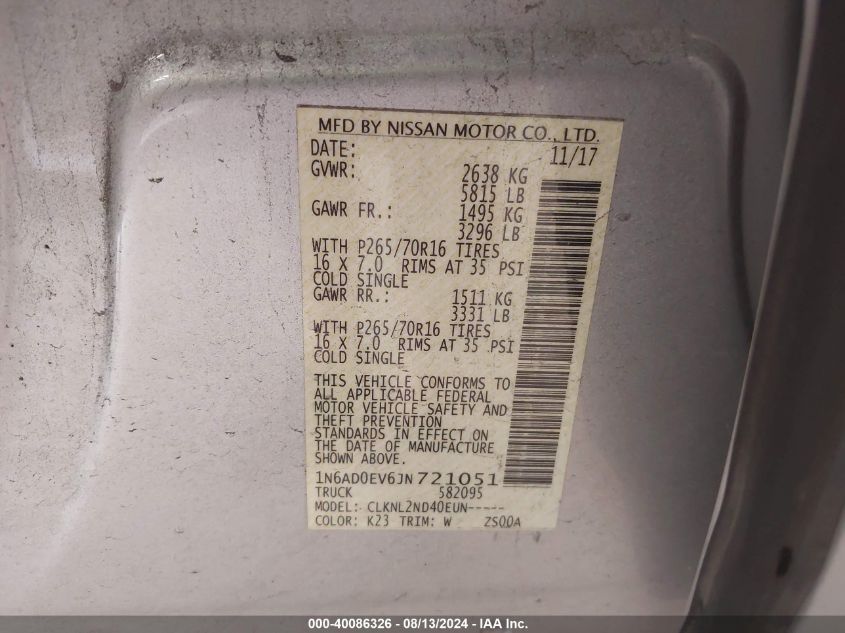 MFD BY NISSAN MOTOR CO., LTD.
DATE: 11/17
GVWR: 2638 KG
5815 LB
GAWR FR.: 1495 KG
3296 LB
WITH P265/70R16 TIRES
16 X 7.0 RIMS AT 35 PSI
COLD SINGLE
GAWR RR.: 1511 KG
3331 LB
WITH P265/70R16 TIRES
16 X 7.0 RIMS AT 35 PSI
COLD SINGLE
THIS VEHICLE CONFORMS TO
ALL APPLICABLE FEDERAL
MOTOR VEHICLE SAFETY AND
THEFT PREVENTION
STANDARDS IN EFFECT ON
THE DATE OF MANUFACTURE
SHOWN ABOVE.
1N6AD0EV6JN721051
TRUCK 582095
MODEL: CLKNL2ND40EUN-----
COLOR: K23 TRIM: W ZS00A
000-40086326 - 08/13/2024 - IAA Inc.